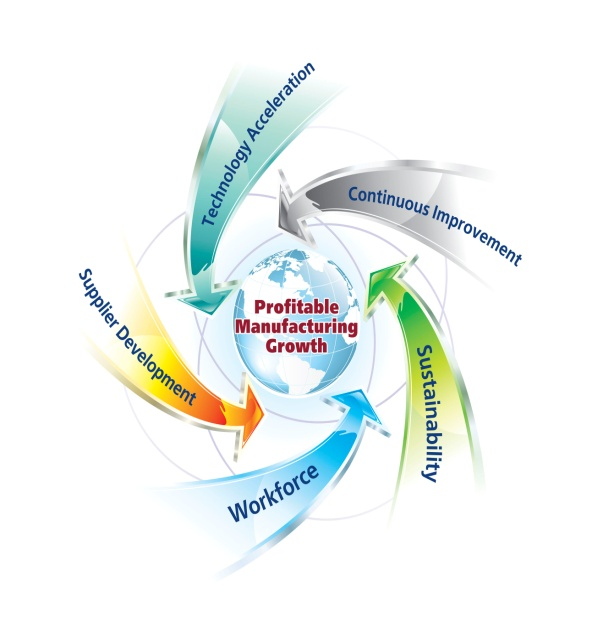 Technology Acceleration
Continuous Improvement
Supplier Development
Profitable
Manufacturing
Growth
Sustainability
Workforce